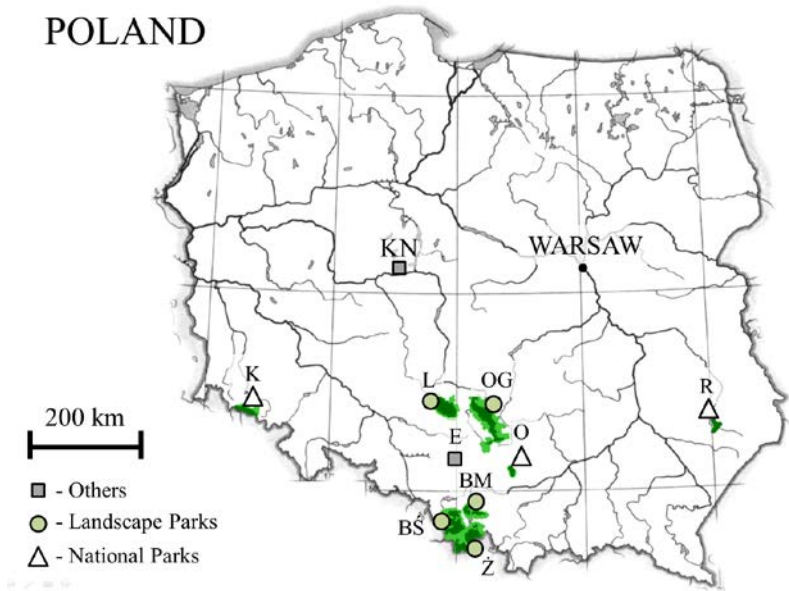 POLAND
KN
WARSAW
K
L
OG
R
E
O
200 km
BM
- Others
- Landscape Parks
BŚ
- National Parks
Ż